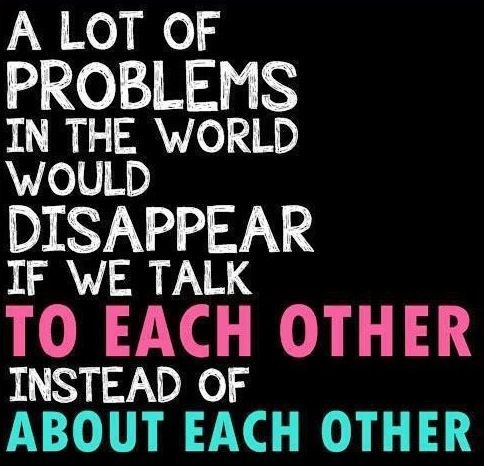 A LOT OF
PROBLEMS
IN THE WORLD
WOULD
DISAPPEAR
IF WE TALK
TO EACH OTHER
INSTEAD OF
ABOUT EACH OTHER